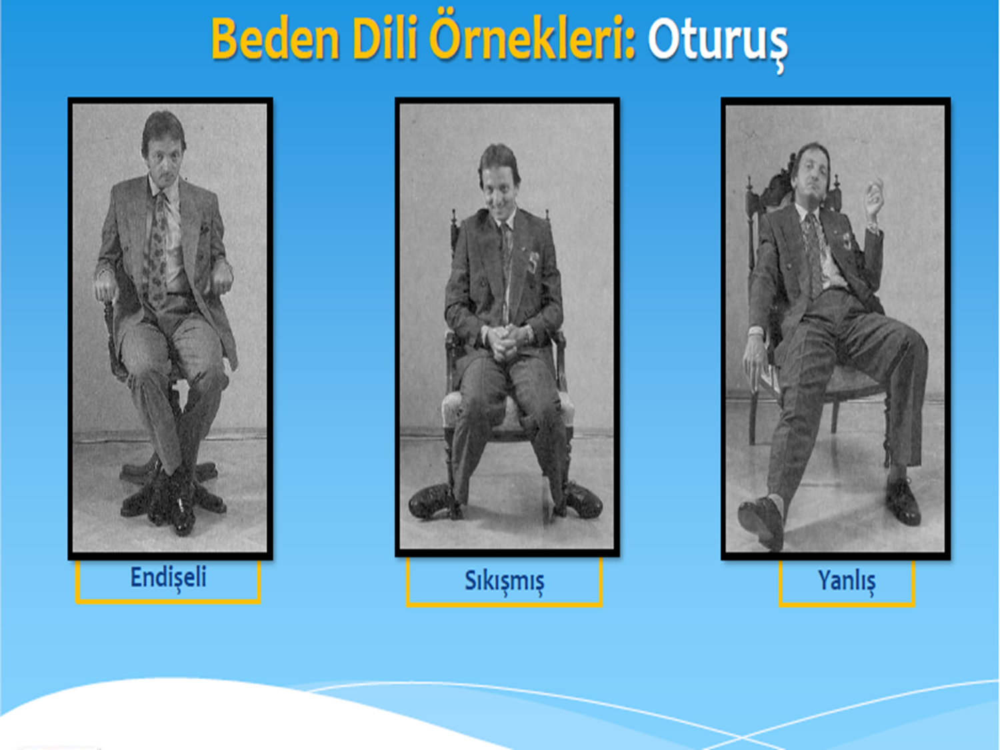 Beden Dili Örnekleri: Oturuş
Endişeli
Sıkışmış
Yanlış